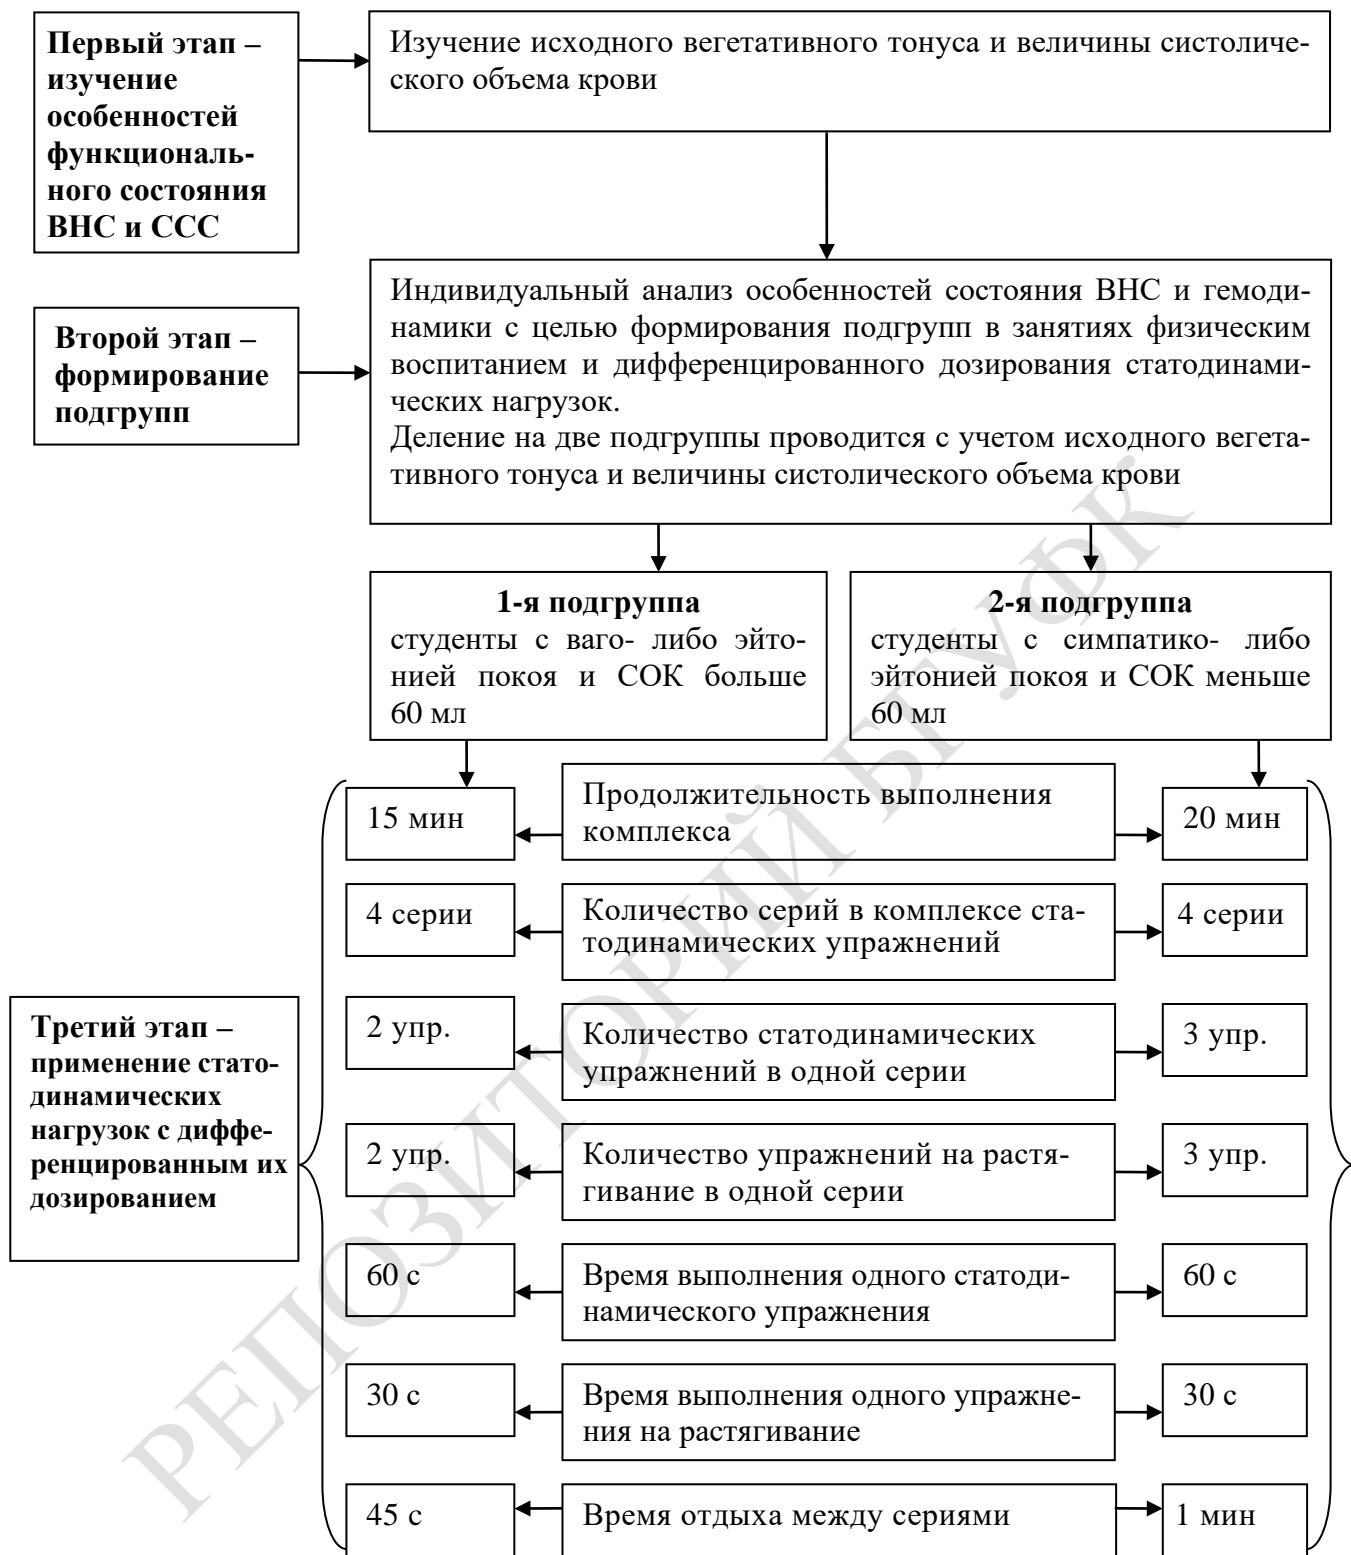 Первый этап –
изучение
особенностей
функциональ-
ного состояния
ВНС и ССС
Изучение исходного вегетативного тонуса и величины систоличе-
ского объема крови
Второй этап –
формирование
подгрупп
Индивидуальный анализ особенностей состояния ВНС и гемоди-
намики с целью формирования подгрупп в занятиях физическим
воспитанием и дифференцированного дозирования статодинами-
ческих нагрузок.
Деление на две подгруппы проводится с учетом исходного вегета-
тивного тонуса и величины систолического объема крови
1-я подгруппа
студенты с ваго- либо эйто-
нией покоя и СОК больше
60 мл
2-я подгруппа
студенты с симпатико- либо
эйтонией покоя и СОК меньше
60 мл
Третий этап –
применение стато-
динамических
нагрузок с диффе-
ренцированным их
дозированием
15 мин
Продолжительность выполнения
комплекса
20 мин
4 серии
Количество серий в комплексе ста-
тодинамических упражнений
4 серии
2 упр.
Количество статодинамических
упражнений в одной серии
3 упр.
2 упр.
Количество упражнений на растя-
гивание в одной серии
3 упр.
60 с
Время выполнения одного статоди-
намического упражнения
60 с
30 с
Время выполнения одного упражне-
ния на растягивание
30 с
45 с
Время отдыха между сериями
1 мин
РЕПОЗИТОРИЙ БГУФК